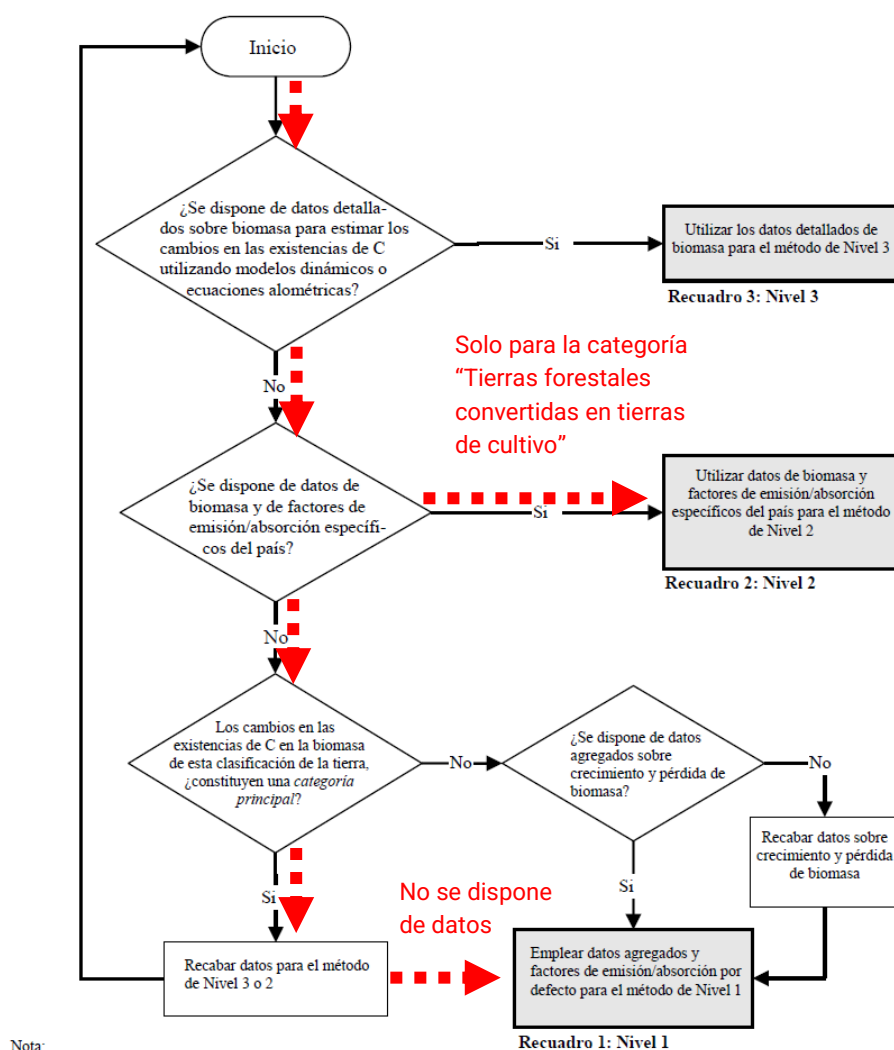 Inicio
¿Se dispone de datos detalla-
dos sobre biomasa para estimar los
cambios en las existencias de C
utilizando modelos dinámicos o
ecuaciones alométricas?
Si
Utilizar los datos detallados de
biomasa para el método de Nivel 3
Recuadro 3: Nivel 3
No
Solo para la categoría
“Tierras forestales
convertidas en tierras
de cultivo”
¿Se dispone de datos de
biomasa y de factores de
emisión/absorción especìfi-
cos del país?
Si
Utilizar datos de biomasa y
factores de emisión/absorción
específicos del país para el método
de Nivel 2
Recuadro 2: Nivel 2
No
Los cambios en las
existencias de C en la biomasa
de esta clasificación de la tierra,
¿constituyen una categoría
principal?
No
¿Se dispone de datos
agregados sobre
crecimiento y pérdida de
biomasa?
No
Recabar datos sobre
crecimiento y pérdida
de biomasa
Si
Si
No se dispone
de datos
Recabar datos para el método
de Nivel 3 o 2
Emplear datos agregados y
factores de emisión/absorción por
defecto para el método de Nivel 1
Recuadro 1: Nivel 1
Nota: